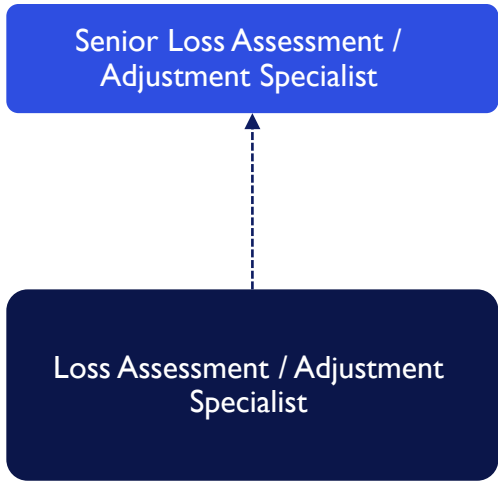 Senior Loss Assessment /
Adjustment Specialist
Loss Assessment / Adjustment
Specialist